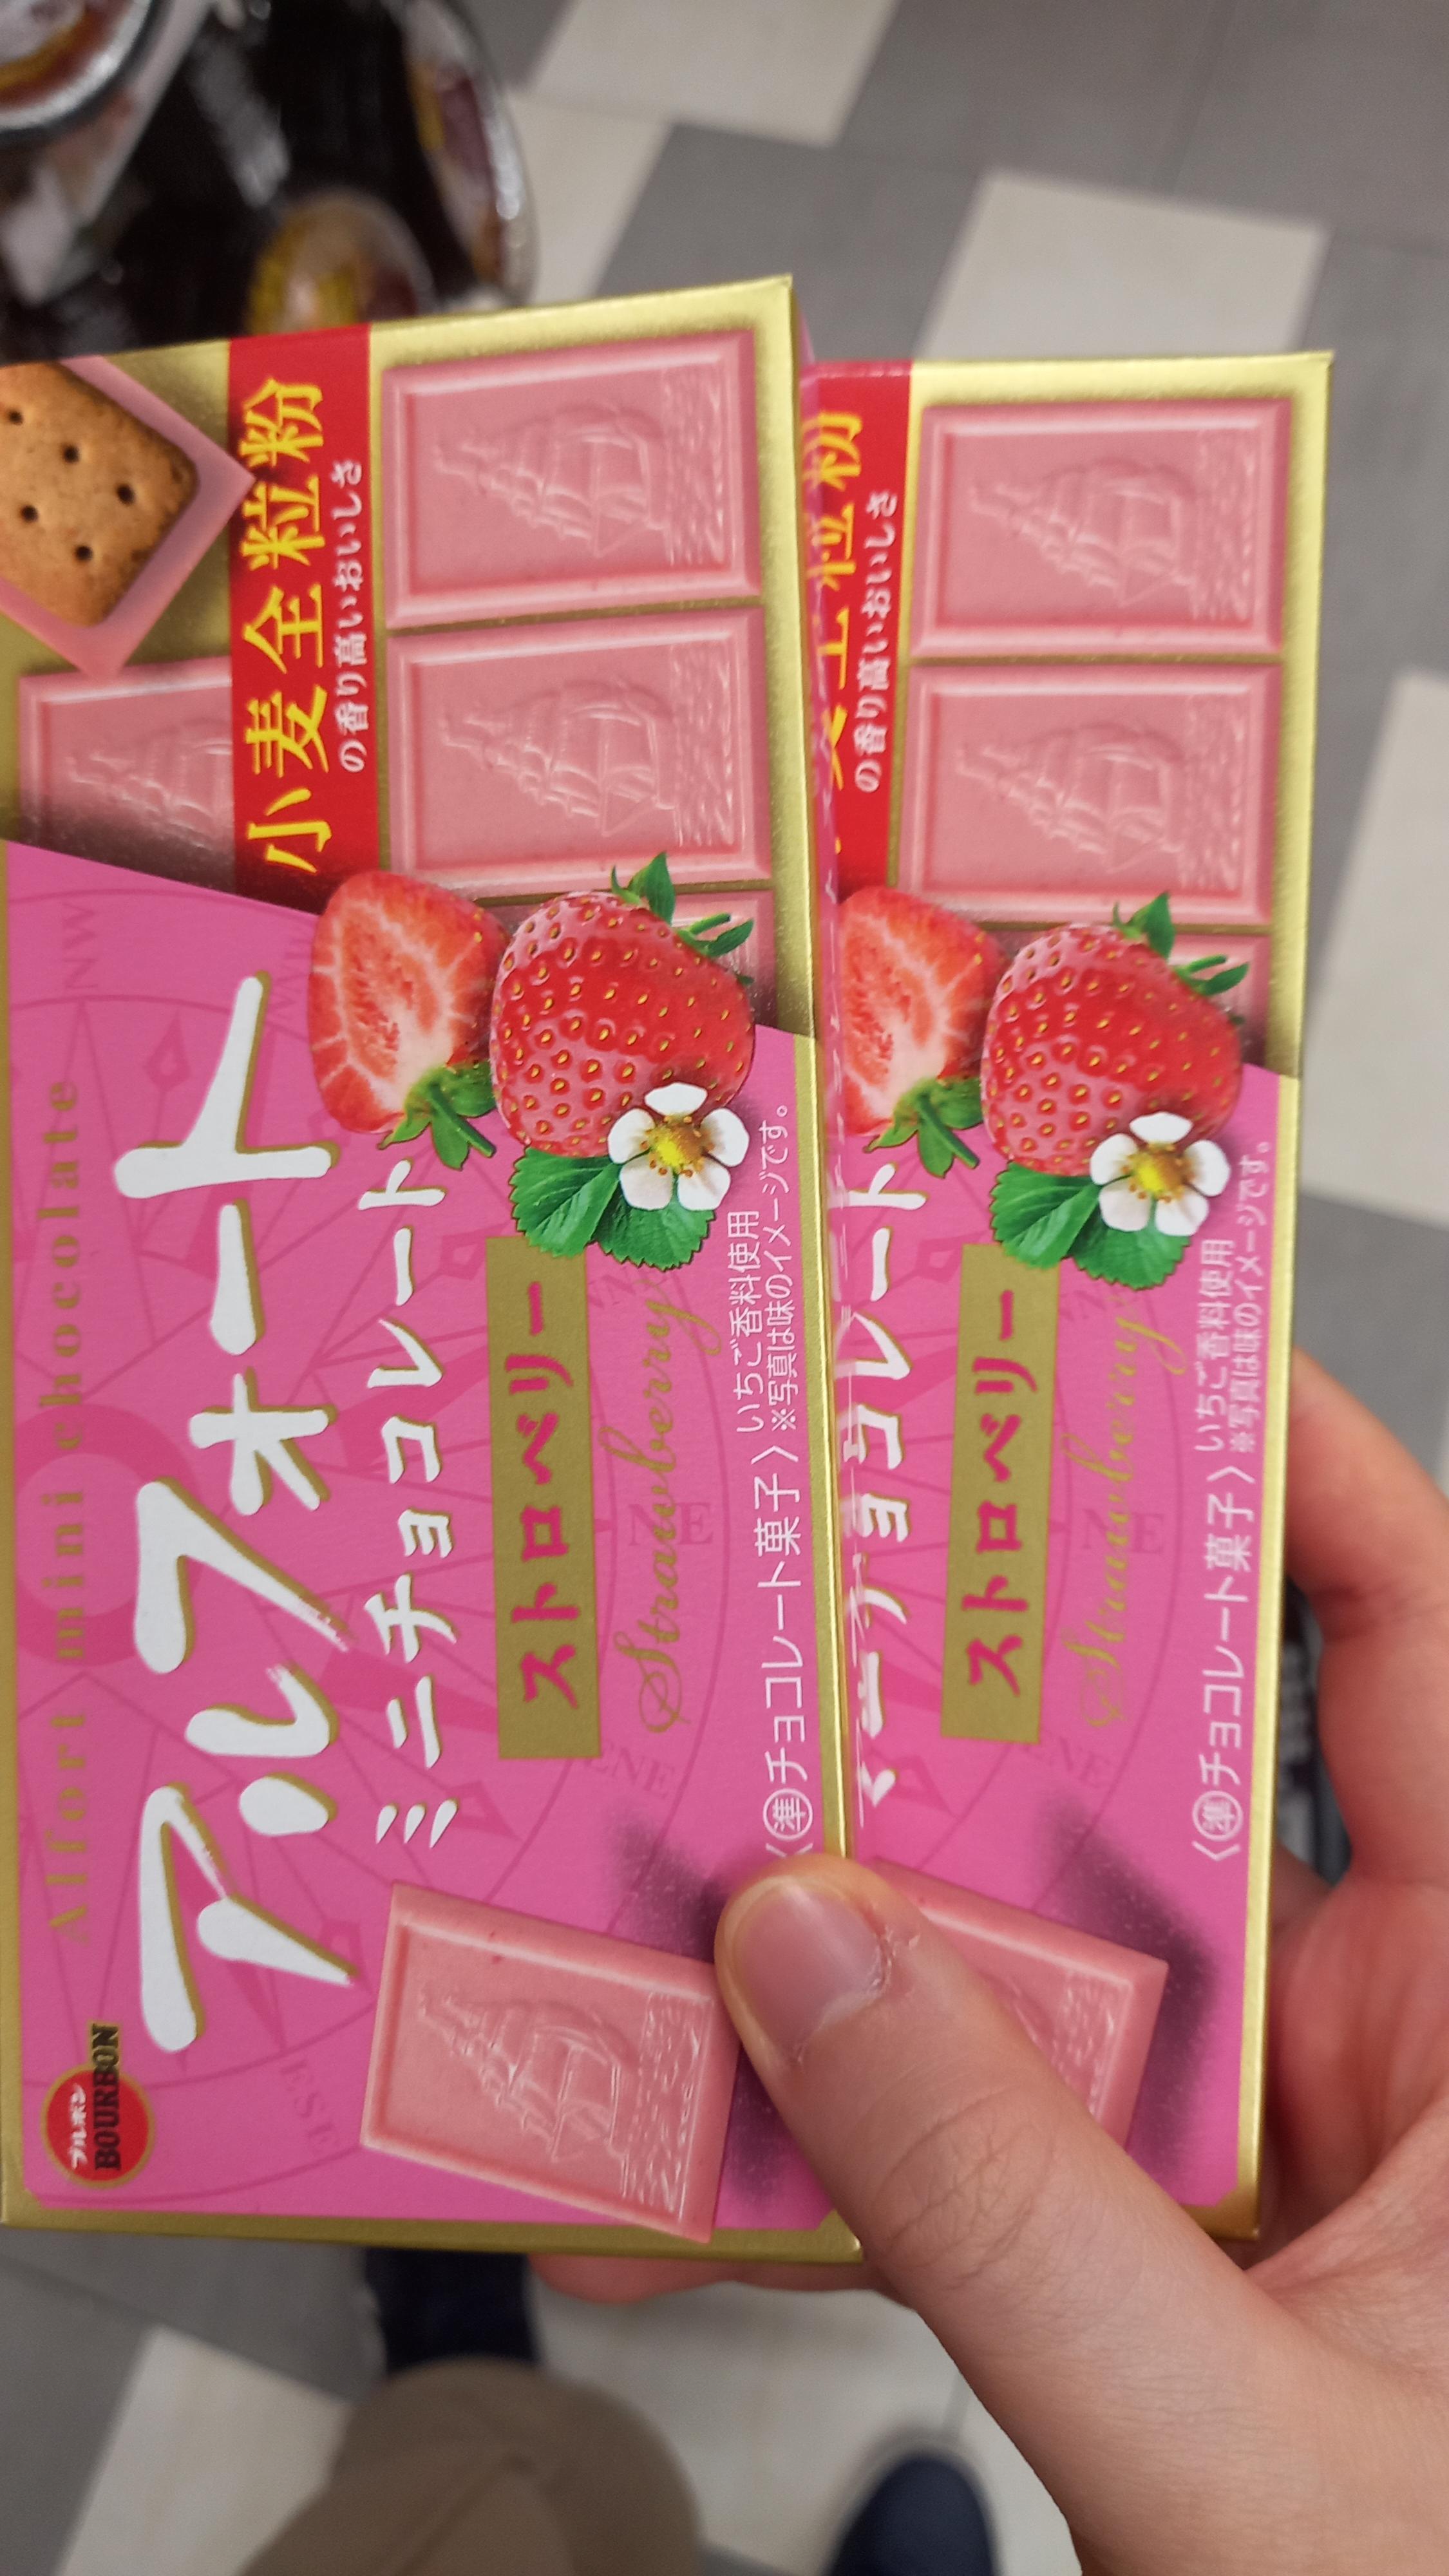 小麦全粒粉
の香り高いおいしさ
Alfort mini chocolate
アルフォート
ミニチョコレート
ストロベリー
Strawberry
いちご香料使用
※写真は味のイメージです。
〈準チョコレート菓子〉
ブルボン
BOURBON
NW
NE
ENE
ESE
粒粉
の香り高いおいしさ
チョコレート
ストロベリー
Strawberry
いちご香料使用
※写真は味のイメージです。
〈準チョコレート菓子〉
NE
ENE